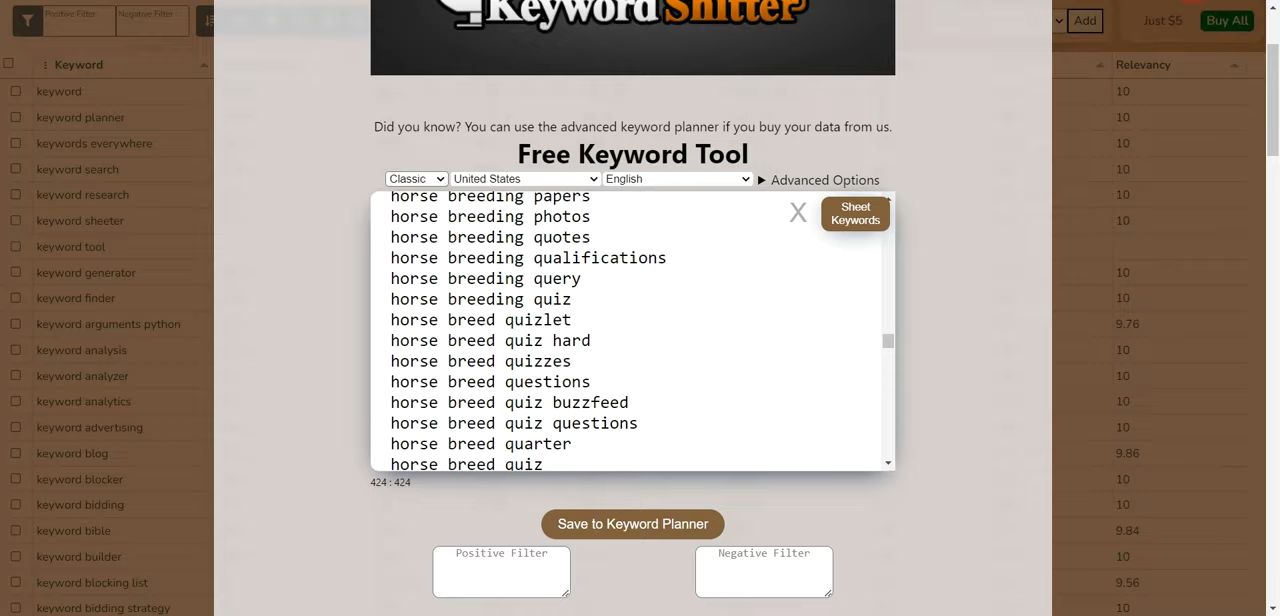 Positive Filter Negative Filter
Keyword Shitter
Add Just $5 Buy All
Keyword Relevancy
keyword 10
keyword planner 10
keywords everywhere 10
keyword search 10
keyword research 10
keyword sheeter 10
keyword tool
keyword generator 10
keyword finder 10
keyword arguments python 9.76
keyword analysis 10
keyword analyzer 10
keyword analytics 10
keyword advertising 10
keyword blog 9.86
keyword blocker 10
keyword bidding 10
keyword bible 9.84
keyword builder 10
keyword blocking list 9.56
keyword bidding strategy 10
Did you know? You can use the advanced keyword planner if you buy your data from us.
Free Keyword Tool
Classic United States English ▶ Advanced Options
X Sheet
Keywords
horse breeding papers
horse breeding photos
horse breeding quotes
horse breeding qualifications
horse breeding query
horse breeding quiz
horse breed quizlet
horse breed quiz hard
horse breed quizzes
horse breed questions
horse breed quiz buzzfeed
horse breed quiz questions
horse breed quarter
horse breed quiz
424 : 424
Save to Keyword Planner
Positive Filter Negative Filter